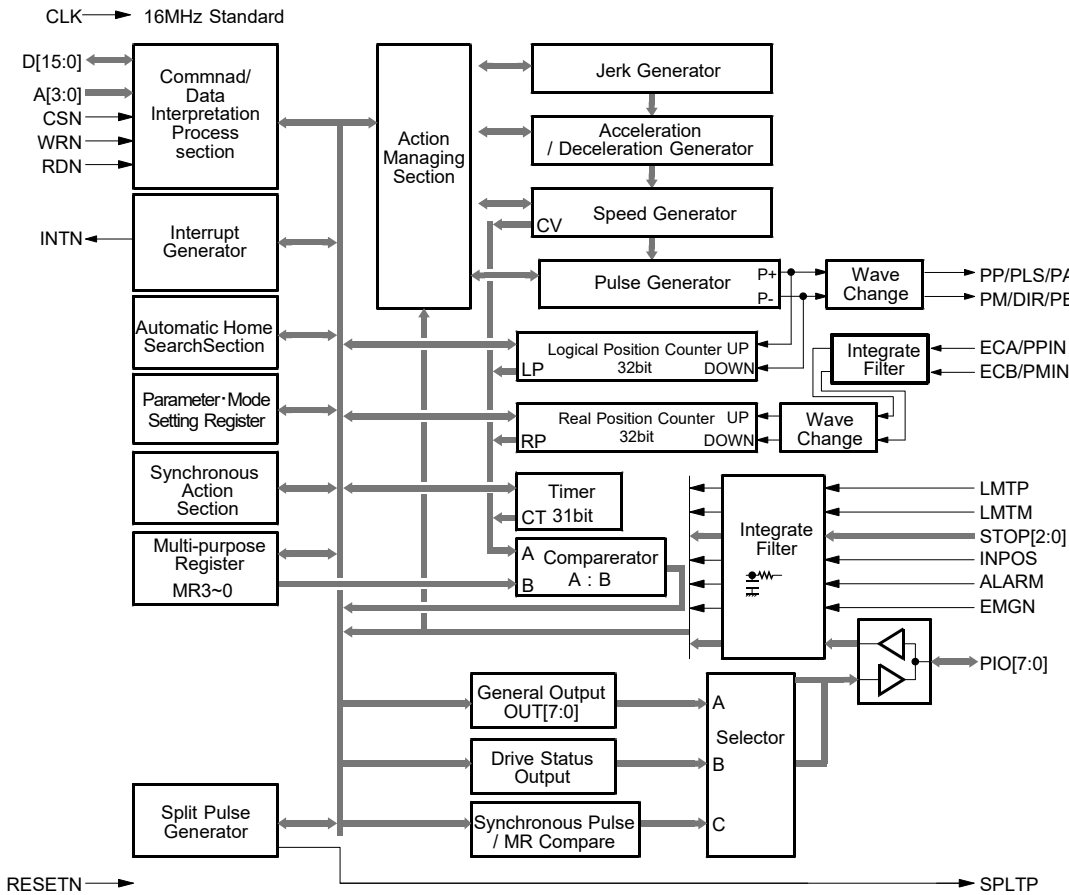 CLK 16MHz Standard
D[15:0]
A[3:0]
CSN
WRN
RDN
Commnad/
Data
Interpretation
Process
section
Action
Managing
Section
Jerk Generator
Acceleration
/ Deceleration Generator
Speed Generator
CV
INTN
Interrupt
Generator
Pulse Generator
P+
P-
Wave
Change
PP/PLS/PA
PM/DIR/PB
Automatic Home
SearchSection
Logical Position Counter UP
32bit
DOWN
LP
Integrate
Filter
ECA/PPIN
ECB/PMIN
Parameter･Mode
Setting Register
Real Position Counter UP
32bit
DOWN
RP
Wave
Change
Synchronous
Action
Section
Timer
CT 31bit
Integrate
Filter
LMTP
LMTM
STOP[2:0]
INPOS
ALARM
EMGN
Multi-purpose
Register
MR3~0
A
B
Comparerator
A : B
PIO[7:0]
General Output
OUT[7:0]
Drive Status
Output
Synchronous Pulse
/ MR Compare
A
B
C
Selector
Split Pulse
Generator
RESETN
SPLTP